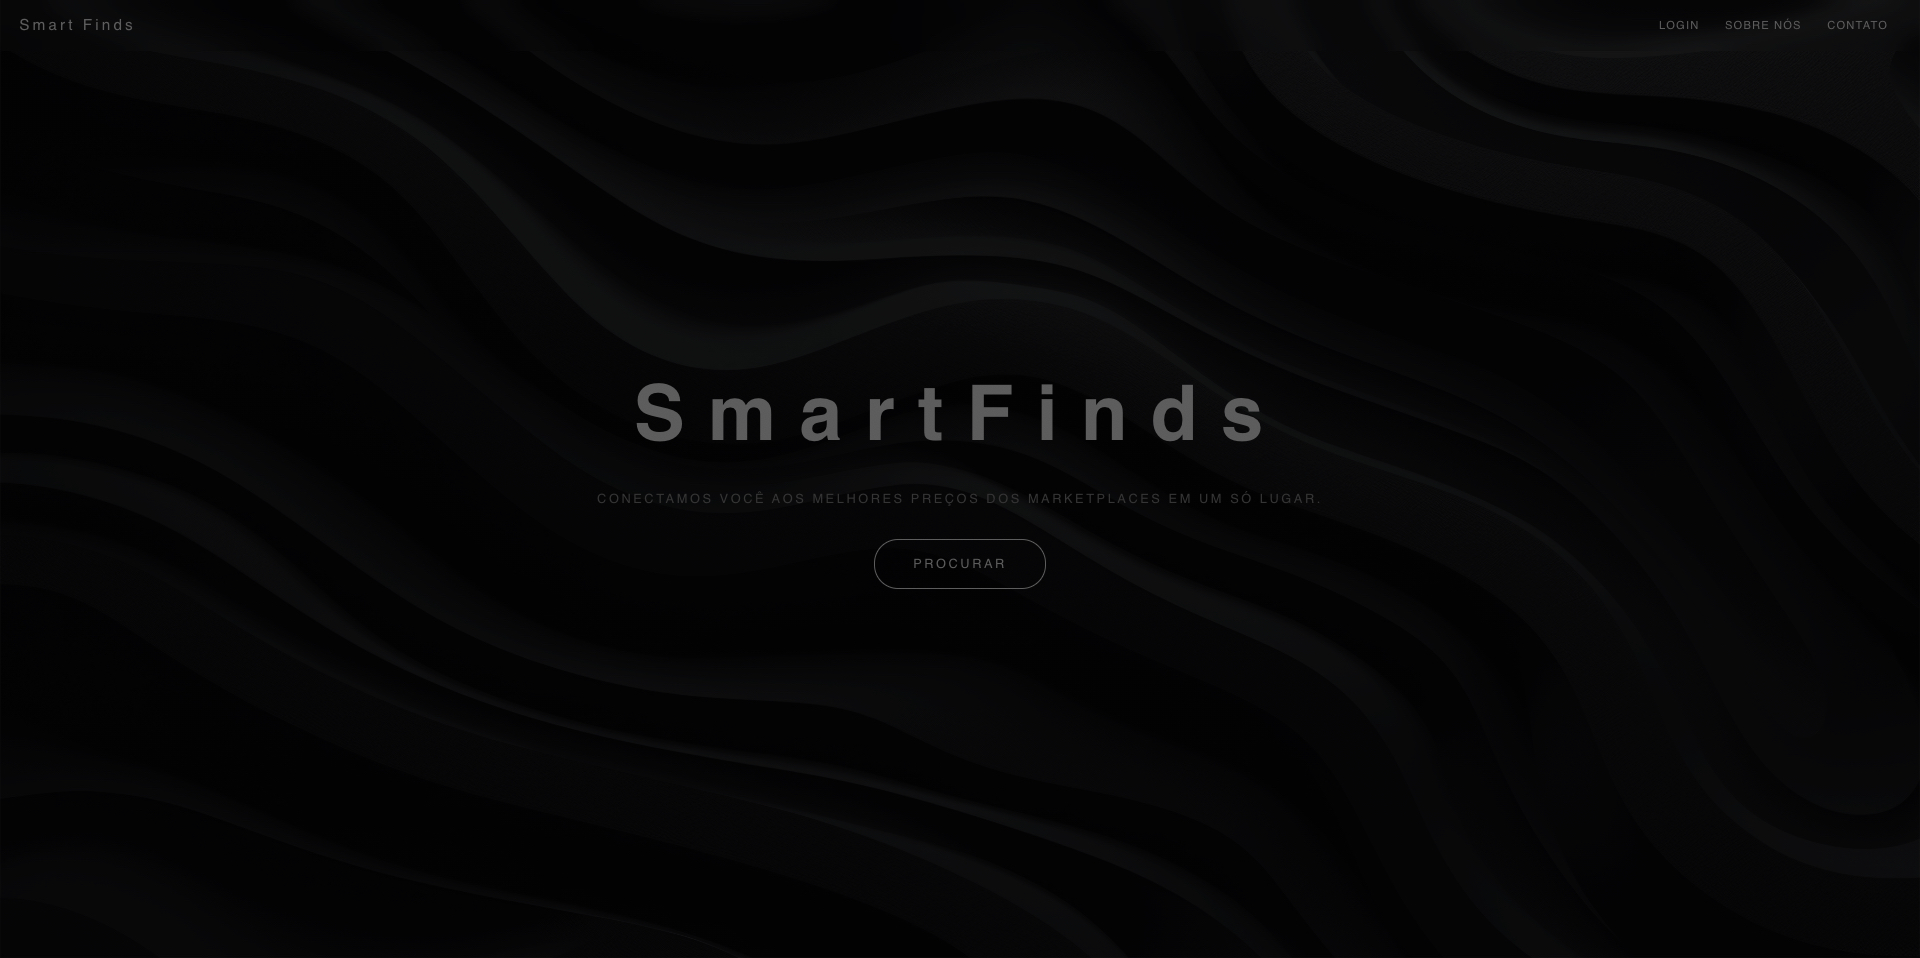 Smart Finds
LOGIN SOBRE NÓS CONTATO
SmartFinds
CONECTAMOS VOCÊ AOS MELHORES PREÇOS DOS MARKETPLACES EM UM SÓ LUGAR.
PROCURAR